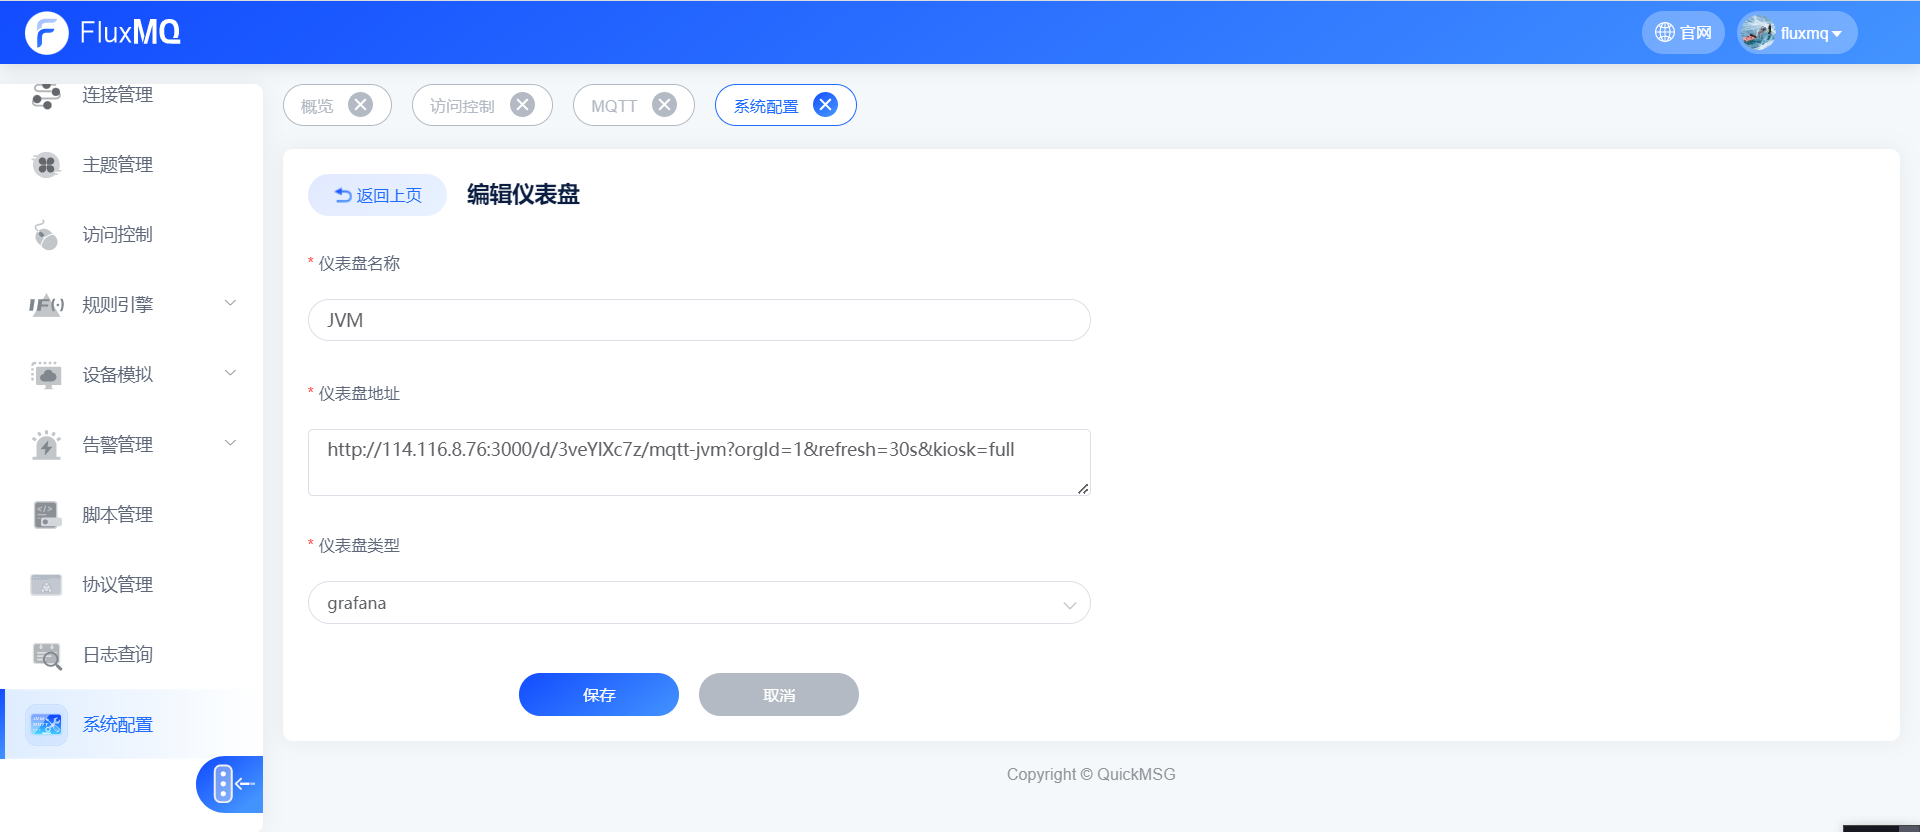 FluxMQ
官网
fluxmq
连接管理
主题管理
访问控制
规则引擎
设备模拟
告警管理
脚本管理
协议管理
日志查询
系统配置
概览
访问控制
MQTT
系统配置
返回上页
编辑仪表盘
* 仪表盘名称
JVM
* 仪表盘地址
http://114.116.8.76:3000/d/3veYlXc7z/mqtt-jvm?orgId=1&refresh=30s&kiosk=full
* 仪表盘类型
grafana
保存
取消
Copyright © QuickMSG